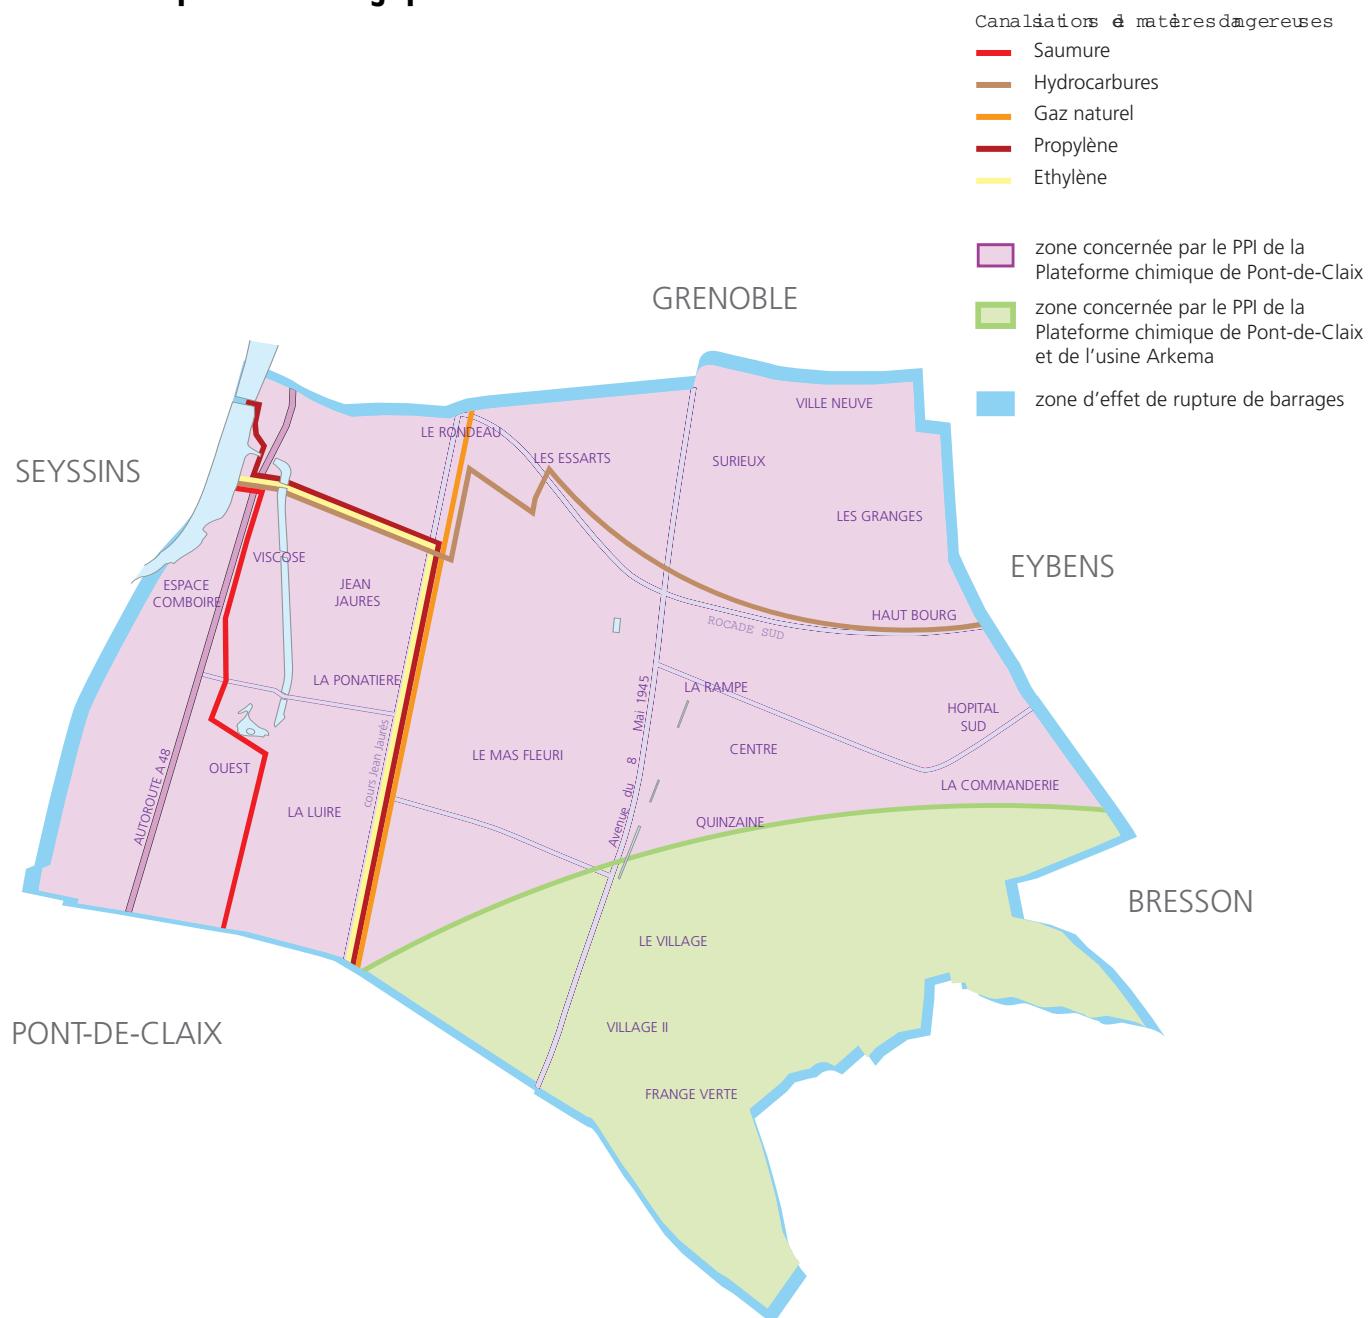 Saumure
Hydrocarbures
Gaz naturel
Propylène
Ethylène
zone concernée par le PPI de la
Plateforme chimique de Pont-de-Claix
zone concernée par le PPI de la
Plateforme chimique de Pont-de-Claix
et de l'usine Arkema
zone d'effet de rupture de barrages
GRENOBLE
SEYSSINS
EYBENS
BRESSON
PONT-DE-CLAIX
VILLE NEUVE
LE RONDEAU
LES ESSARTS
SURIEUX
LES GRANGES
VISCOSE
ESPACE
COMBOIRE
JEAN
JAURES
HAUT BOURG
ROCADE SUD
LA PONATIERE
LA RAMPE
HOPITAL
SUD
Avenue du 8 Mai 1945
cours Jean Jaurès
AUTOROUTE A 48
LE MAS FLEURI
CENTRE
OUEST
LA COMMANDERIE
LA LUIRE
QUINZAINE
LE VILLAGE
VILLAGE II
FRANGE VERTE